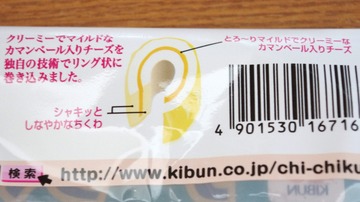 クリーミーでマイルドな
カマンベール入りチーズを
独自の技術でリング状に
巻き込みました。
とろ〜りマイルドでクリーミーな
カマンベール入りチーズ
シャキッと
しなやかなちくわ
4 901530 16716
検索
http://www.kibun.co.jp/chi-chiku
KIBUN